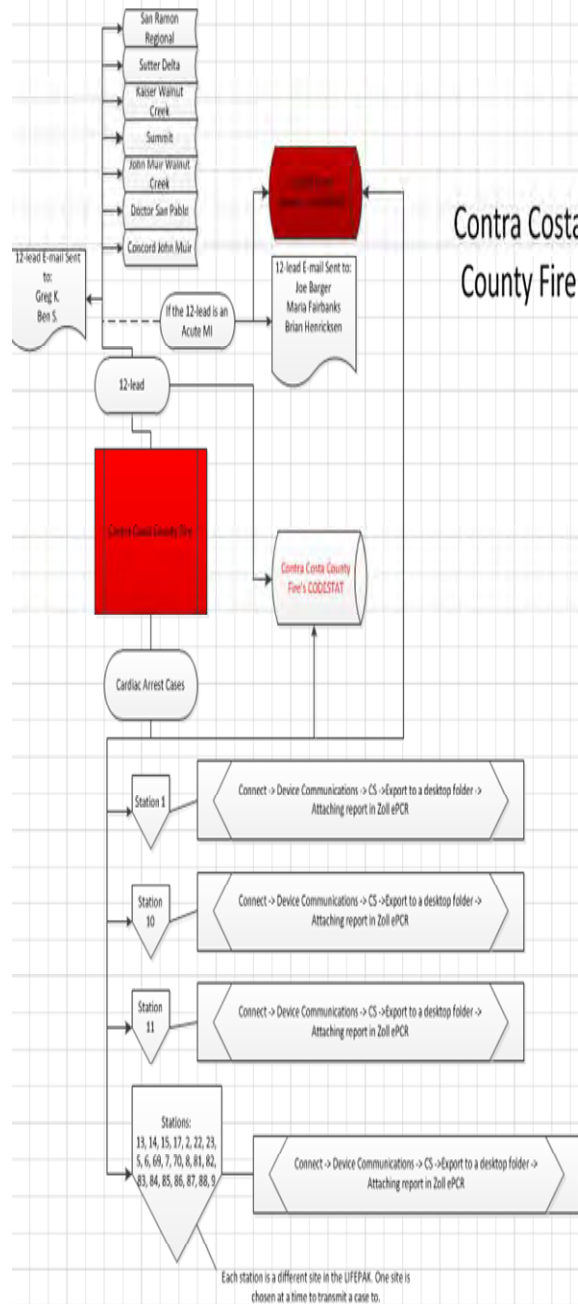 San Ramon
Regional
Sutter Delta
Kaiser Walnut
Creek
Summit
John Muir Walnut
Creek
Doctor San Pablo
Concord John Muir
12-lead E-mail Sent
to:
Greg K.
Ben S.
If the 12-lead is an
Acute MI
12-lead E-mail Sent to:
Joe Barger
Maria Fairbanks
Brian Henricksen
Contra Costa
County Fire
12-lead
Contra Costa County Fire
Contra Costa County
Fire's CODESTAT
Cardiac Arrest Cases
Station 1
Connect -> Device Communications -> CS ->Export to a desktop folder ->
Attaching report in Zoll ePCR
Station
10
Connect -> Device Communications -> CS ->Export to a desktop folder ->
Attaching report in Zoll ePCR
Station
11
Connect -> Device Communications -> CS ->Export to a desktop folder ->
Attaching report in Zoll ePCR
Stations:
13, 14, 15, 17, 2, 22, 23,
5, 6, 69, 7, 70, 8, 81, 82,
83, 84, 85, 86, 87, 88, 9
Connect -> Device Communications -> CS ->Export to a desktop folder ->
Attaching report in Zoll ePCR
Each station is a different site in the LIFEPAK. One site is
chosen at a time to transmit a case to.